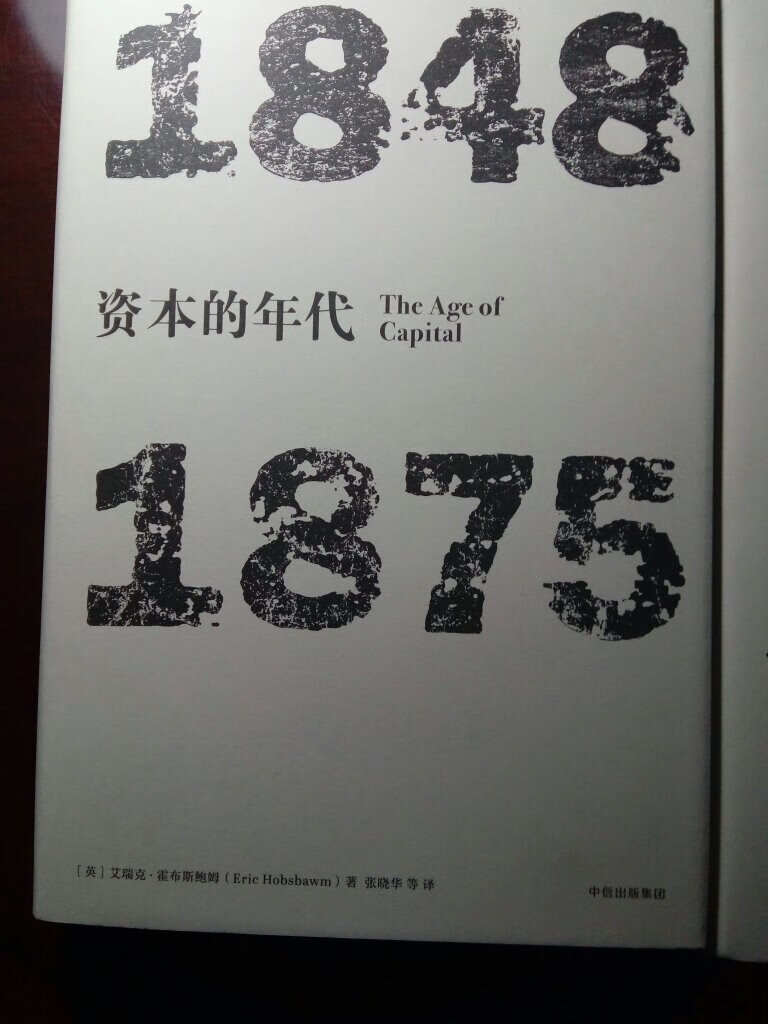 1848
资本的年代
The Age of
Capital
1875
[英]艾瑞克·霍布斯鲍姆(Eric Hobsbawm)著 张晓华 等 译
中信出版集团